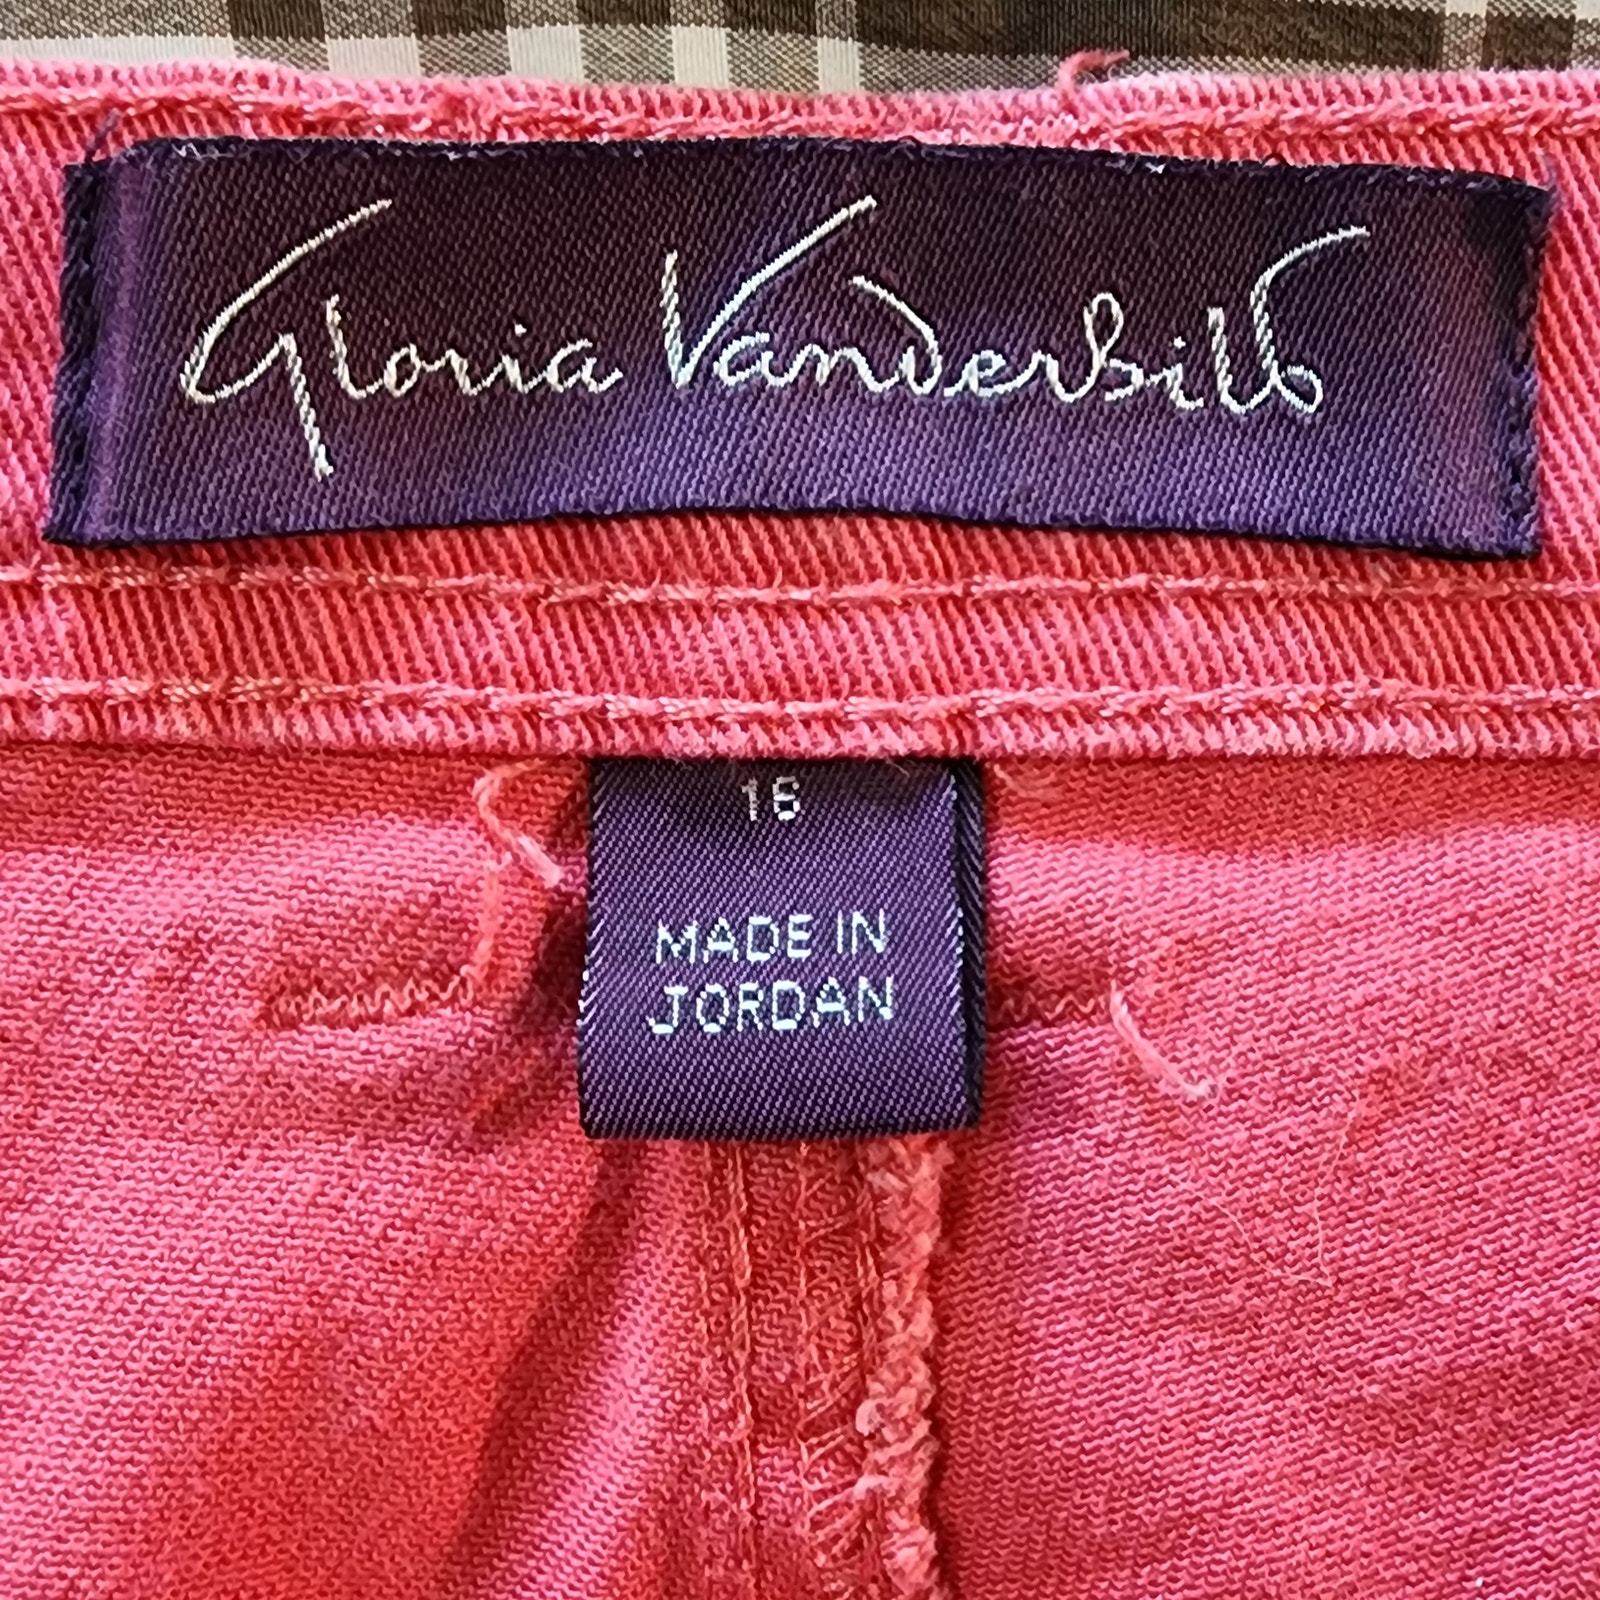 Gloria Vanderbilt
16
MADE IN
JORDAN